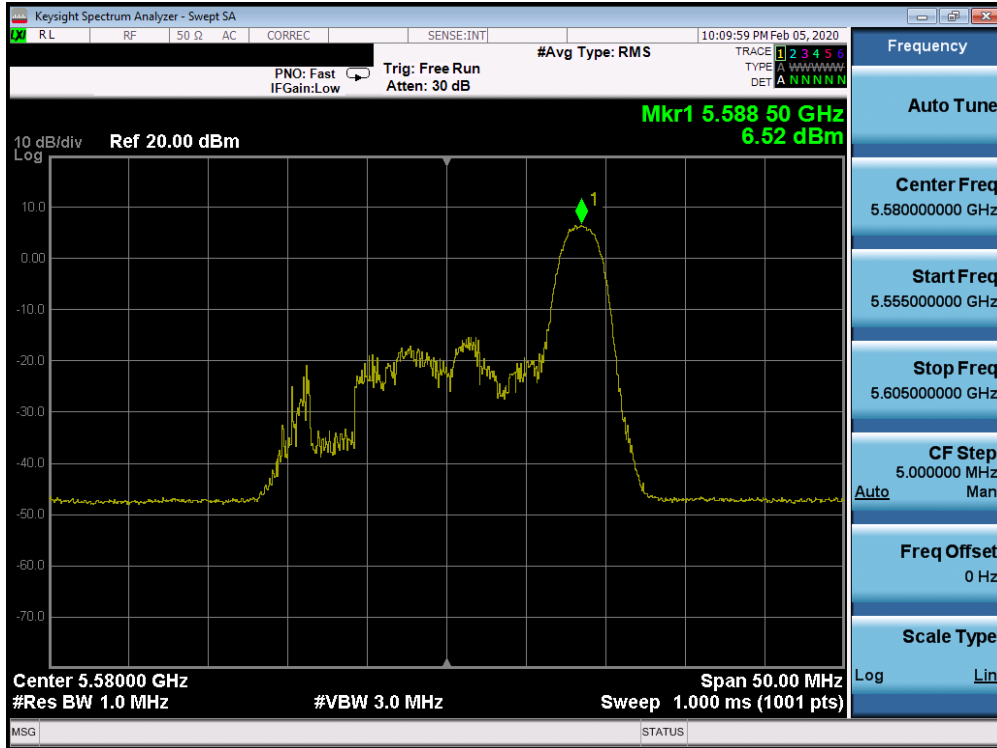 Keysight Spectrum Analyzer - Swept SA
LXI RL RF 50 Ω AC CORREC SENSE:INT 10:09:59 PM Feb 05, 2020
#Avg Type: RMS TRACE 1 2 3 4 5 6
PNO: Fast Trig: Free Run TYPE A WWWWW
IFGain:Low Atten: 30 dB DET A N N N N N
Mkr1 5.588 50 GHz
6.52 dBm
10 dB/div Ref 20.00 dBm
Log
1
10.0
0.00
-10.0
-20.0
-30.0
-40.0
-50.0
-60.0
-70.0
Center 5.58000 GHz Span 50.00 MHz
#Res BW 1.0 MHz #VBW 3.0 MHz Sweep 1.000 ms (1001 pts)
MSG STATUS
Frequency
Auto Tune
Center Freq
5.580000000 GHz
Start Freq
5.555000000 GHz
Stop Freq
5.605000000 GHz
CF Step
5.000000 MHz
Auto Man
Freq Offset
0 Hz
Scale Type
Log Lin